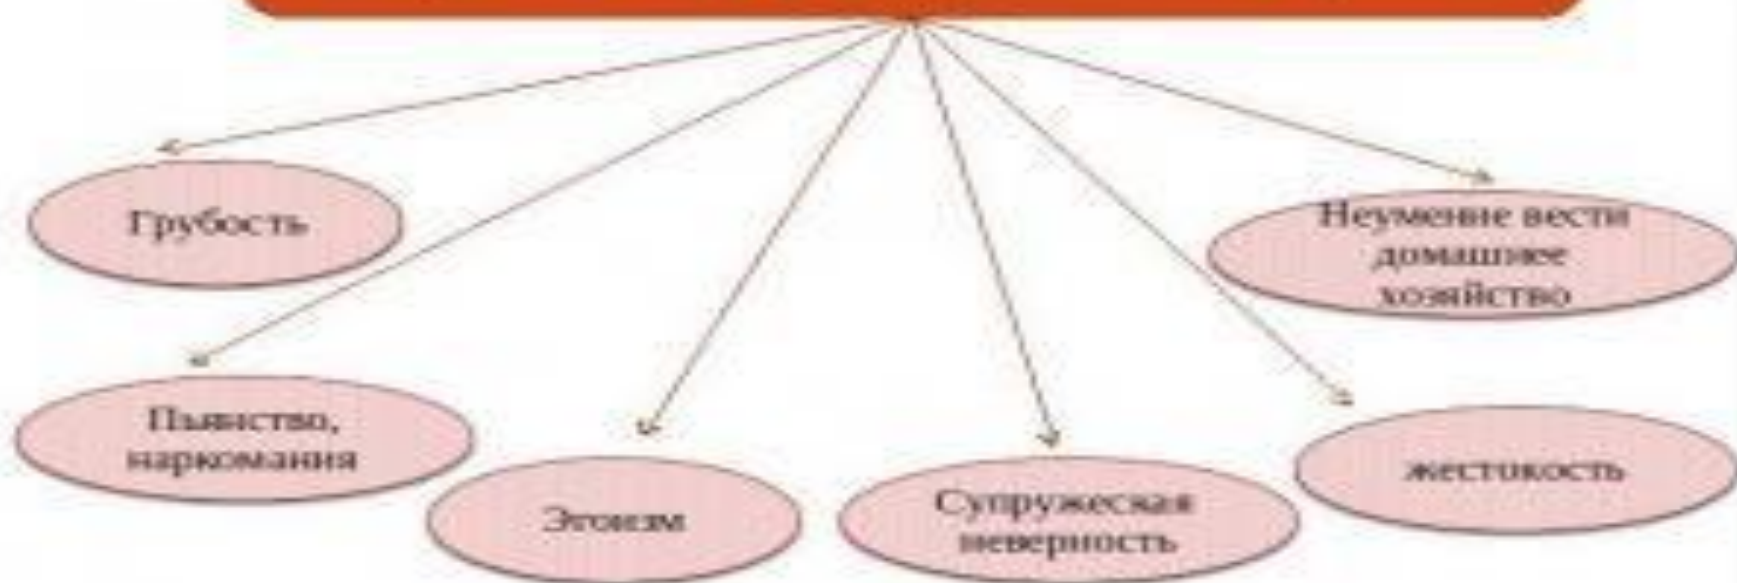 Грубость
Неумение вести
домашнее
хозяйство
Пьянство,
наркомания
Эгоизм
Супружеская
неверность
жестокость